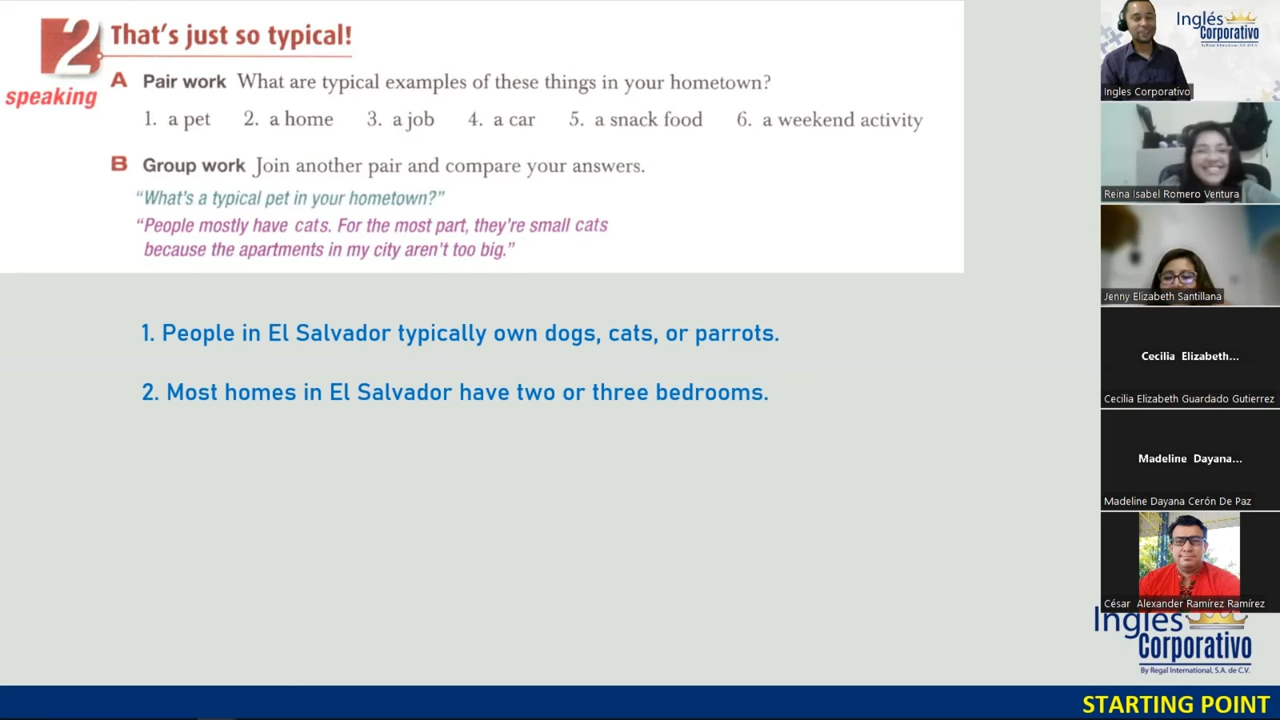 2
speaking
That's just so typical!
A Pair work What are typical examples of these things in your hometown?
1. a pet 2. a home 3. a job 4. a car 5. a snack food 6. a weekend activity
B Group work Join another pair and compare your answers.
"What's a typical pet in your hometown?"
"People mostly have cats. For the most part, they're small cats
because the apartments in my city aren't too big."
1. People in El Salvador typically own dogs, cats, or parrots.
2. Most homes in El Salvador have two or three bedrooms.
Inglés
Corporativo
By Regal International, S.A. de C.V.
Ingles Corporativo
Reina Isabel Romero Ventura
Jenny Elizabeth Santillana
Cecilia Elizabeth...
Cecilia Elizabeth Guardado Gutierrez
Madeline Dayana...
Madeline Dayana Cerón De Paz
César Alexander Ramírez Ramírez
Inglés
Corporativo
By Regal International, S.A. de C.V.
STARTING POINT